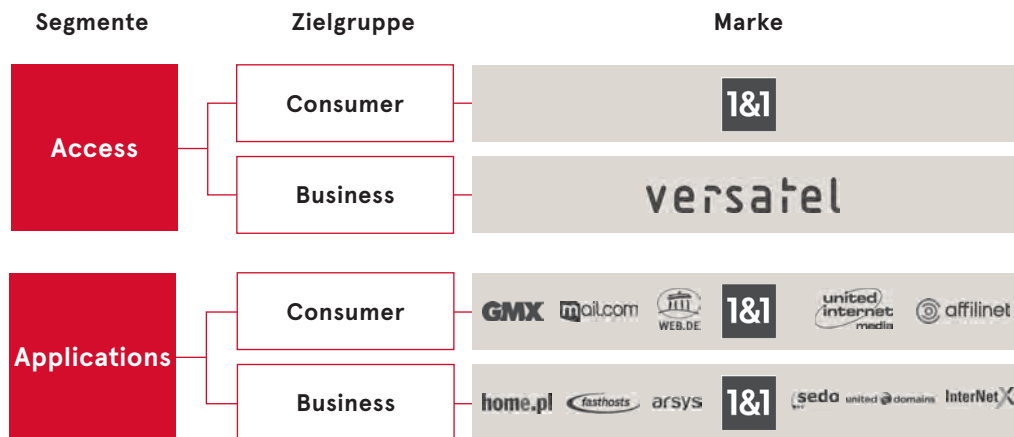 Segmente Zielgruppe Marke
Access
Consumer
1&1
Business
versatel
Applications
Consumer
GMX mail.com WEB.DE 1&1 united internet media affilinet
Business
home.pl fasthosts arsys 1&1 sedo united domains InterNetX